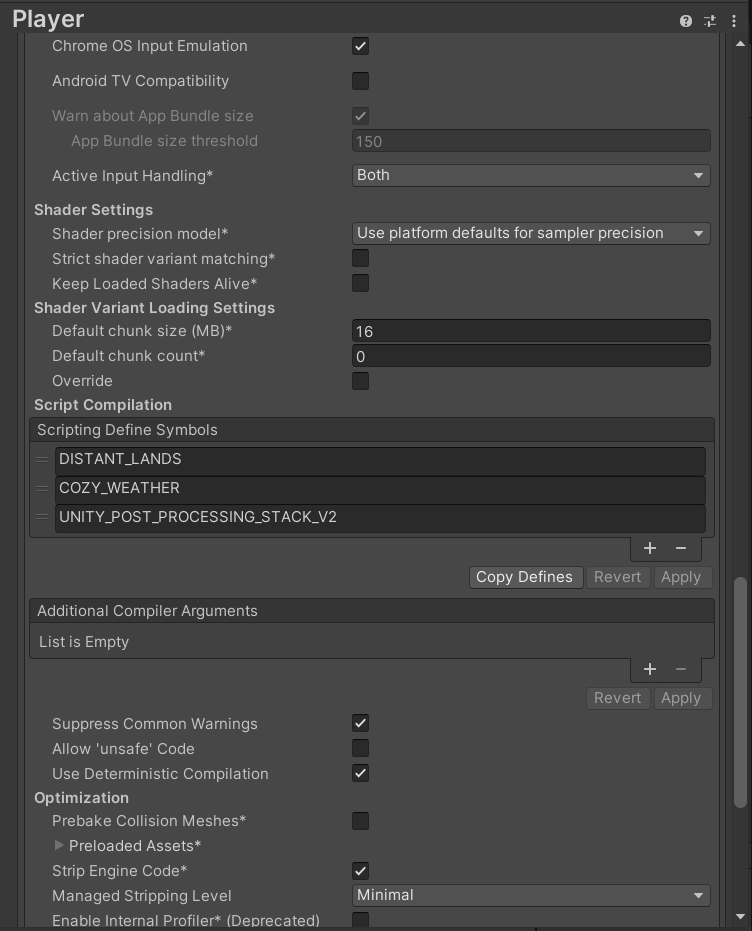 Player
Chrome OS Input Emulation
Android TV Compatibility
Warn about App Bundle size
App Bundle size threshold 150
Active Input Handling* Both
Shader Settings
Shader precision model* Use platform defaults for sampler precision
Strict shader variant matching*
Keep Loaded Shaders Alive*
Shader Variant Loading Settings
Default chunk size (MB)* 16
Default chunk count* 0
Override
Script Compilation
Scripting Define Symbols
DISTANT_LANDS
COZY_WEATHER
UNITY_POST_PROCESSING_STACK_V2
Copy Defines Revert Apply
Additional Compiler Arguments
List is Empty
Revert Apply
Suppress Common Warnings
Allow 'unsafe' Code
Use Deterministic Compilation
Optimization
Prebake Collision Meshes*
Preloaded Assets*
Strip Engine Code*
Managed Stripping Level Minimal
Enable Internal Profiler* (Deprecated)